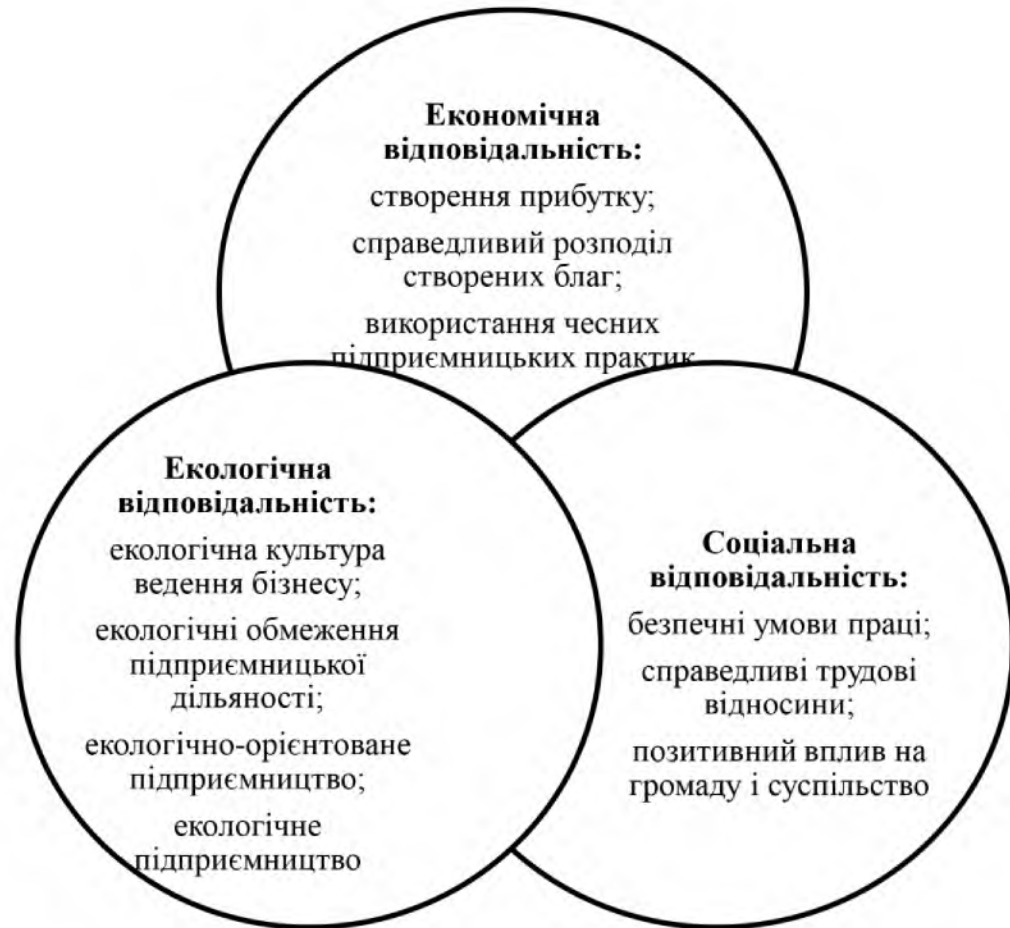 Економічна
відповідальність:
створення прибутку;
справедливий розподіл
створених благ;
використання чесних
підприємницьких практик
Екологічна
відповідальність:
екологічна культура
ведення бізнесу;
екологічні обмеження
підприємницької
дільяності;
екологічно-орієнтоване
підприємництво;
екологічне
підприємництво
Соціальна
відповідальність:
безпечні умови праці;
справедливі трудові
відносини;
позитивний вплив на
громаду і суспільство